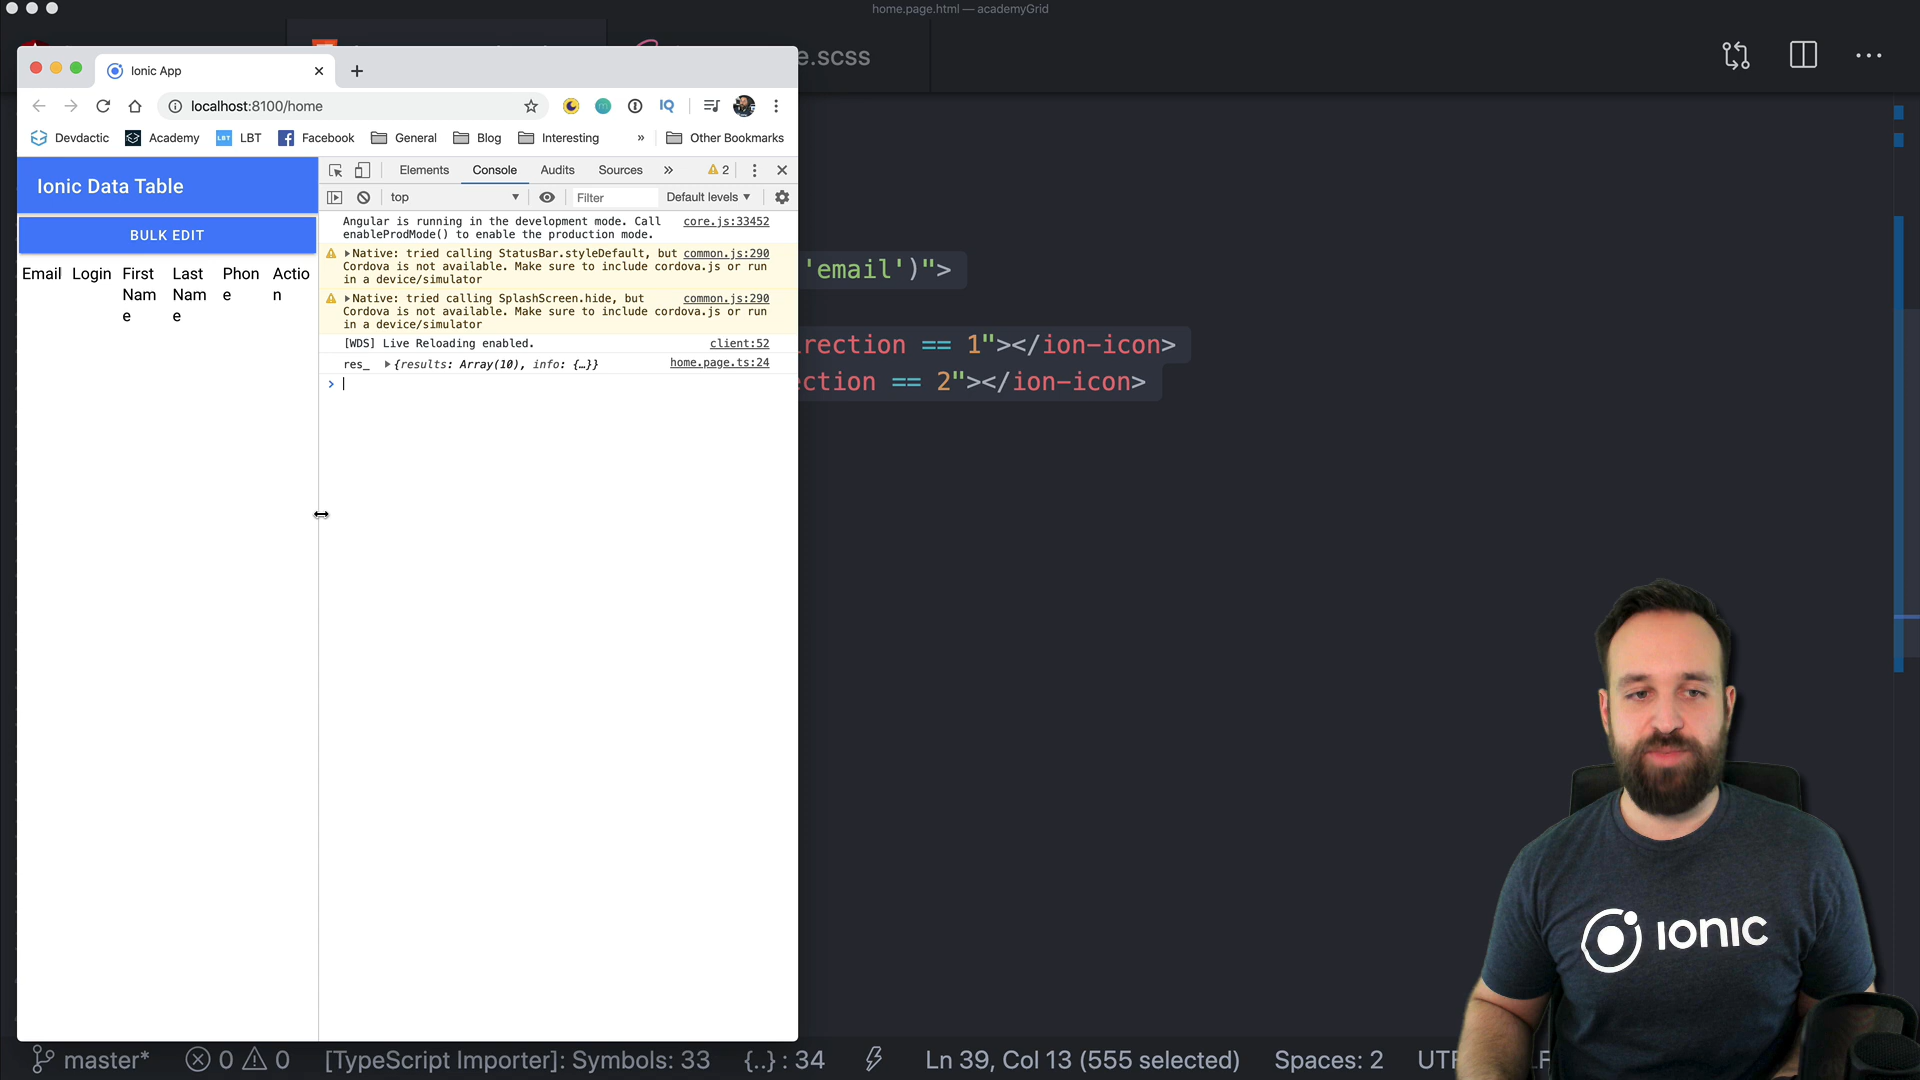 home.page.html — academyGrid
e.scss
Ionic App
localhost:8100/home
IQ
Devdactic
Academy
LBT
LBT
Facebook
General
Blog
Interesting
»
Other Bookmarks
Ionic Data Table
BULK EDIT
Email
Login
First Name
Last Name
Phone
Action
Elements
Console
Audits
Sources
»
2
top
Filter
Default levels
Angular is running in the development mode. Call
core.js:33452
enableProdMode() to enable the production mode.
Native: tried calling StatusBar.styleDefault, but
common.js:290
Cordova is not available. Make sure to include cordova.js or run
in a device/simulator
Native: tried calling SplashScreen.hide, but
common.js:290
Cordova is not available. Make sure to include cordova.js or run
in a device/simulator
[WDS] Live Reloading enabled.
client:52
res_ {results: Array(10), info: {…}}
home.page.ts:24
>
'email')">
rection == 1"></ion-icon>
ection == 2"></ion-icon>
IONIC
master*
0
0
[TypeScript Importer]: Symbols: 33
{..} : 34
Ln 39, Col 13 (555 selected)
Spaces: 2